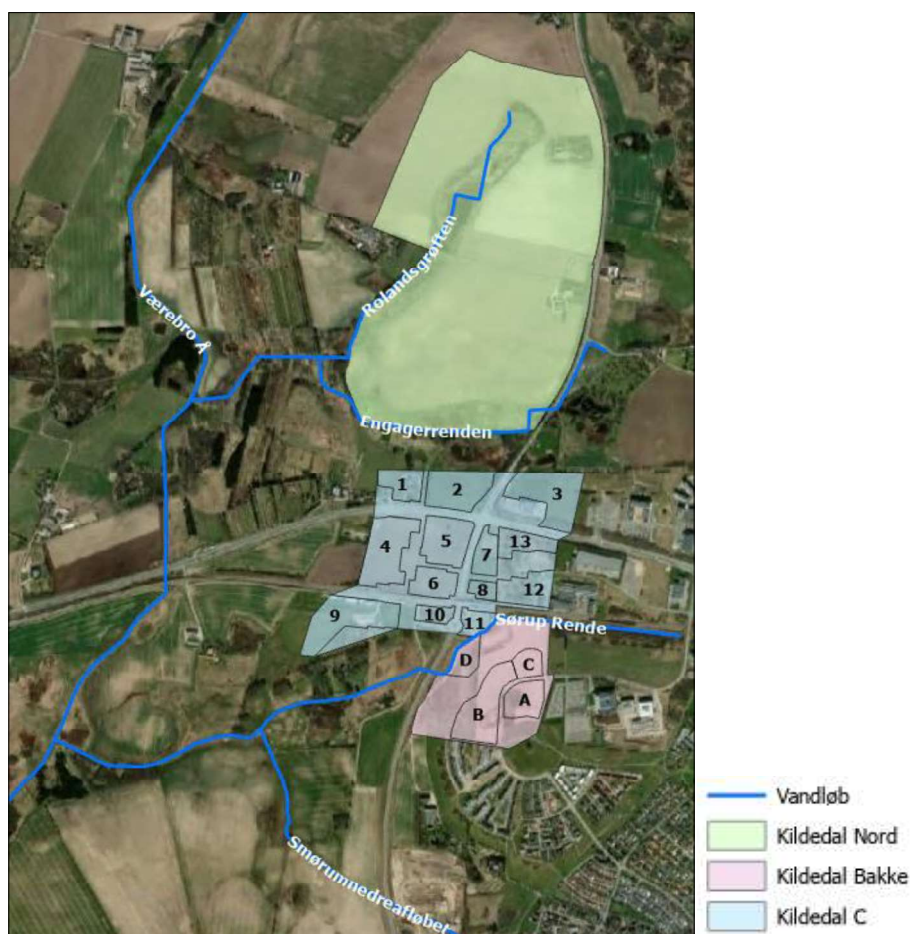 Værebro Å
Rolandsgrøften
Engagerrenden
1
2
3
4
5
7
13
6
8
12
9
10
11
Sørup Rende
D
C
A
B
Smørumnedreafløbet
Vandløb
Kildedal Nord
Kildedal Bakke
Kildedal C